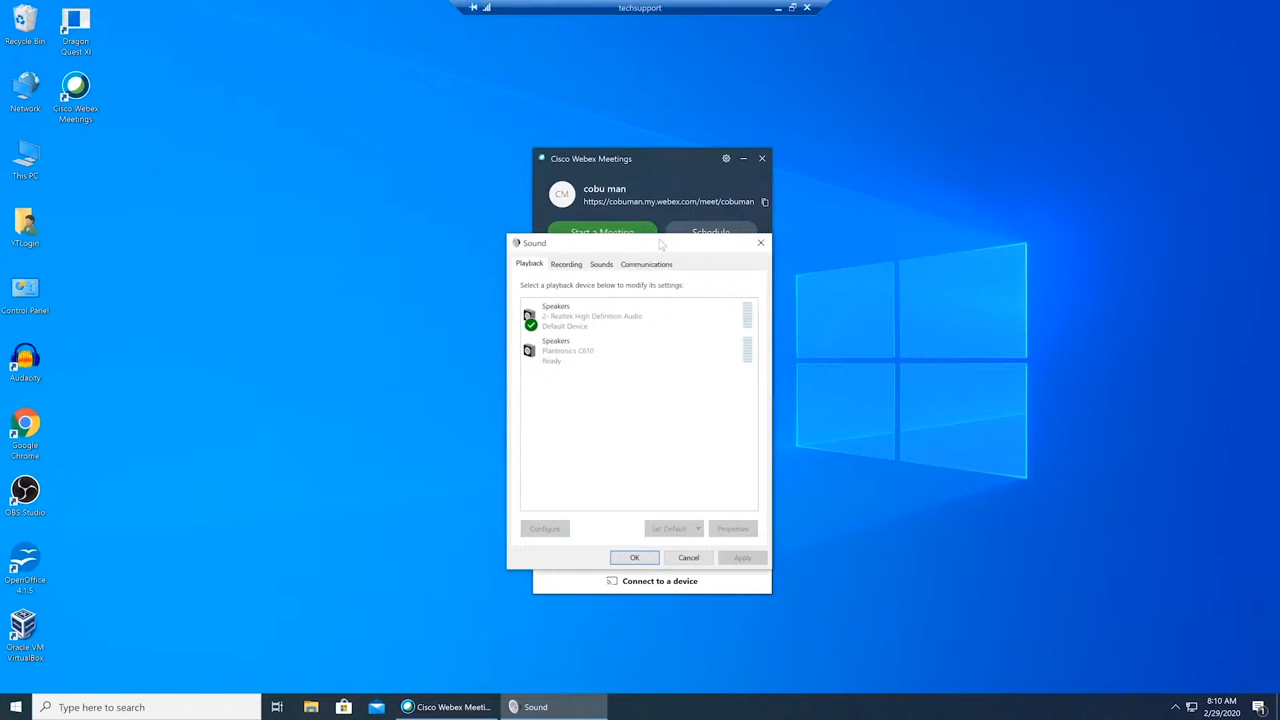 techsupport
Recycle Bin
Dragon
Quest XI
Network
Cisco Webex
Meetings
This PC
YTLogin
Control Panel
Audacity
Google
Chrome
OBS Studio
OpenOffice
4.1.5
Oracle VM
VirtualBox
Cisco Webex Meetings
CM
cobu man
https://cobuman.my.webex.com/meet/cobuman
Start a Meeting
Schedule
Sound
Playback
Recording
Sounds
Communications
Select a playback device below to modify its settings:
Speakers
2- Realtek High Definition Audio
Default Device
Speakers
Plantronics C610
Ready
Configure
Set Default
Properties
OK
Cancel
Apply
Connect to a device
Type here to search
Cisco Webex Meeti...
Sound
8:10 AM
2/29/2020